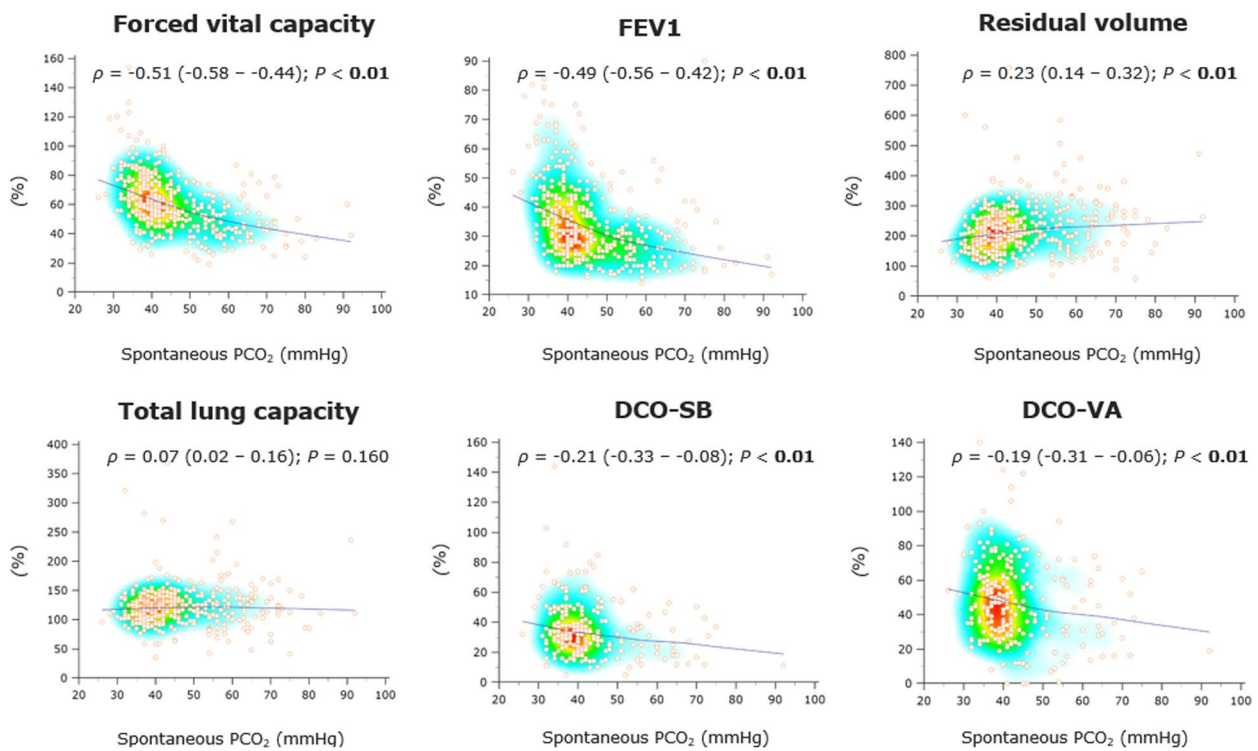 Forced vital capacity
ρ = -0.51 (-0.58 – -0.44); P < 0.01
160
140
120
100
80
60
40
20
0
(%)
20 30 40 50 60 70 80 90 100
Spontaneous PCO₂ (mmHg)
FEV1
ρ = -0.49 (-0.56 – 0.42); P < 0.01
90
80
70
60
50
40
30
20
10
(%)
20 30 40 50 60 70 80 90 100
Spontaneous PCO₂ (mmHg)
Residual volume
ρ = 0.23 (0.14 – 0.32); P < 0.01
800
700
600
500
400
300
200
100
0
(%)
20 30 40 50 60 70 80 90 100
Spontaneous PCO₂ (mmHg)
Total lung capacity
ρ = 0.07 (0.02 – 0.16); P = 0.160
400
350
300
250
200
150
100
50
0
(%)
20 30 40 50 60 70 80 90 100
Spontaneous PCO₂ (mmHg)
DCO-SB
ρ = -0.21 (-0.33 – -0.08); P < 0.01
160
140
120
100
80
60
40
20
0
(%)
20 30 40 50 60 70 80 90 100
Spontaneous PCO₂ (mmHg)
DCO-VA
ρ = -0.19 (-0.31 – -0.06); P < 0.01
140
120
100
80
60
40
20
0
(%)
20 30 40 50 60 70 80 90 100
Spontaneous PCO₂ (mmHg)